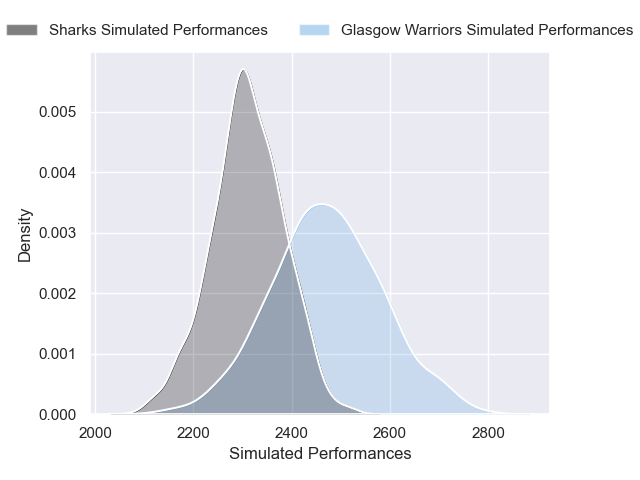 Sharks Simulated Performances
Glasgow Warriors Simulated Performances
0.005
0.004
0.003
0.002
0.001
0.000
Density
2000 2200 2400 2600 2800
Simulated Performances